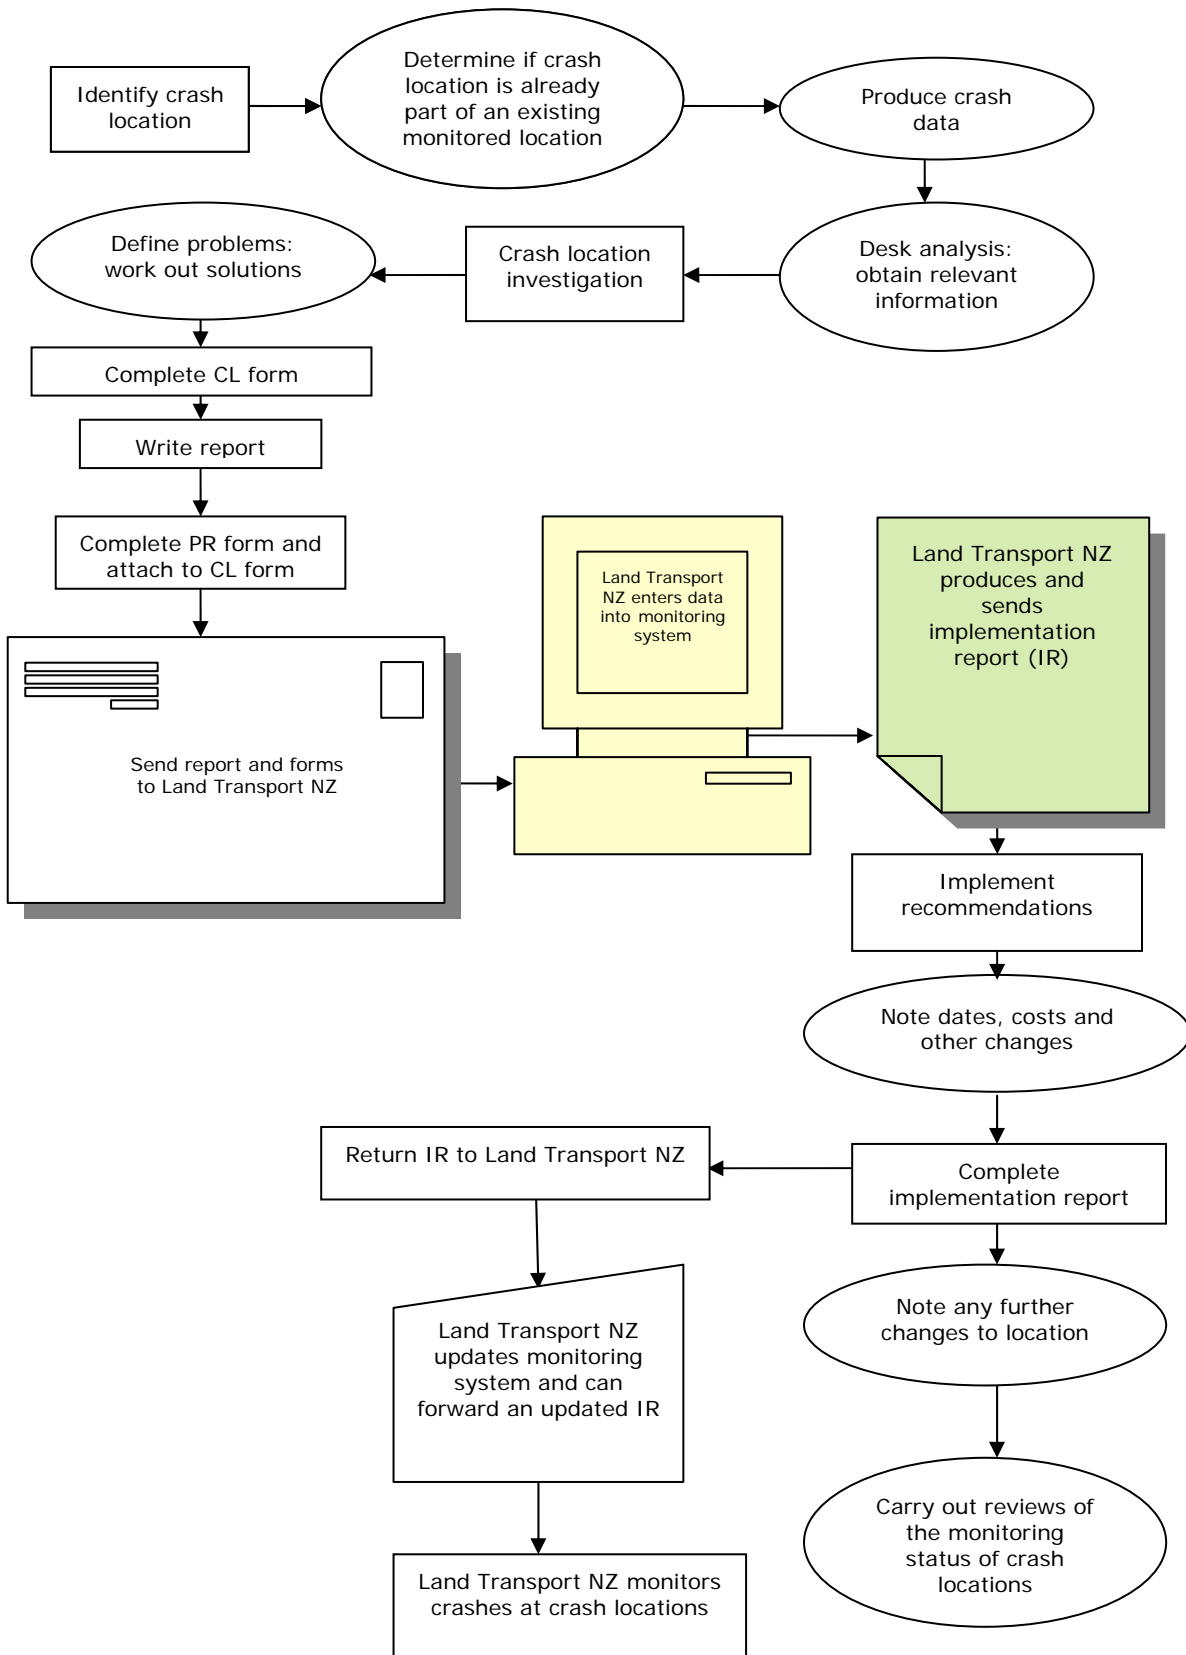 Identify crash
location
Determine if crash
location is already
part of an existing
monitored location
Produce crash
data
Desk analysis:
obtain relevant
information
Crash location
investigation
Define problems:
work out solutions
Complete CL form
Write report
Complete PR form and
attach to CL form
Send report and forms
to Land Transport NZ
Land Transport
NZ enters data
into monitoring
system
Land Transport NZ
produces and
sends
implementation
report (IR)
Implement
recommendations
Note dates, costs and
other changes
Complete
implementation report
Return IR to Land Transport NZ
Land Transport NZ
updates monitoring
system and can
forward an updated IR
Land Transport NZ monitors
crashes at crash locations
Note any further
changes to location
Carry out reviews of
the monitoring
status of crash
locations